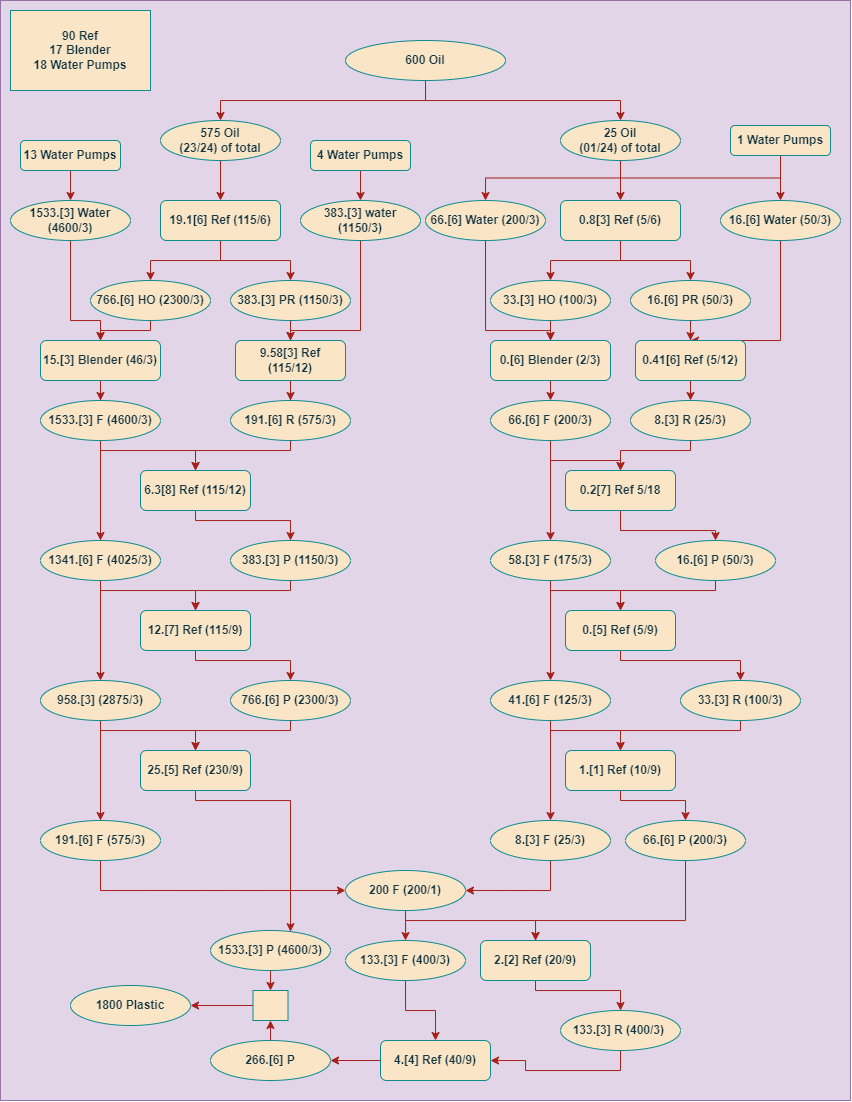 90 Ref
17 Blender
18 Water Pumps
600 Oil
575 Oil
(23/24) of total
25 Oil
(01/24) of total
1 Water Pumps
13 Water Pumps
4 Water Pumps
1533.[3] Water
(4600/3)
19.1[6] Ref (115/6)
383.[3] water
(1150/3)
66.[6] Water (200/3)
0.8[3] Ref (5/6)
16.[6] Water (50/3)
766.[6] HO (2300/3)
383.[3] PR (1150/3)
33.[3] HO (100/3)
16.[6] PR (50/3)
15.[3] Blender (46/3)
9.58[3] Ref
(115/12)
0.[6] Blender (2/3)
0.41[6] Ref (5/12)
1533.[3] F (4600/3)
191.[6] R (575/3)
66.[6] F (200/3)
8.[3] R (25/3)
6.3[8] Ref (115/12)
0.2[7] Ref 5/18
1341.[6] F (4025/3)
383.[3] P (1150/3)
58.[3] F (175/3)
16.[6] P (50/3)
12.[7] Ref (115/9)
0.[5] Ref (5/9)
958.[3] (2875/3)
766.[6] P (2300/3)
41.[6] F (125/3)
33.[3] R (100/3)
25.[5] Ref (230/9)
1.[1] Ref (10/9)
191.[6] F (575/3)
8.[3] F (25/3)
66.[6] P (200/3)
200 F (200/1)
1533.[3] P (4600/3)
133.[3] F (400/3)
2.[2] Ref (20/9)
1800 Plastic
133.[3] R (400/3)
266.[6] P
4.[4] Ref (40/9)